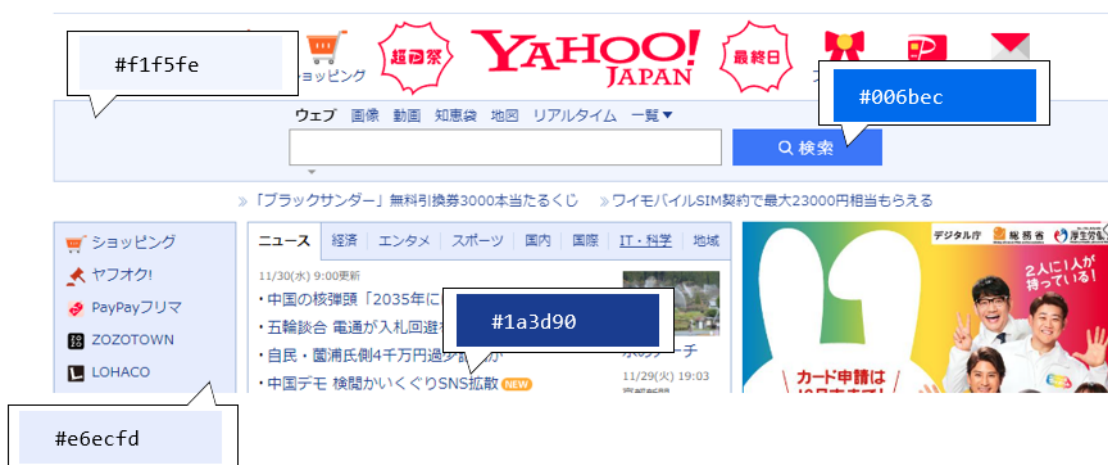 #f1f5fe
ショッピング
超PayPay祭
YAHOO!
JAPAN
最終日
#006bec
ウェブ 画像 動画 知恵袋 地図 リアルタイム 一覧▼
検索
「ブラックサンダー」無料引換券3000本当たるくじ
ワイモバイルSIM契約で最大23000円相当もらえる
ショッピング
ヤフオク!
PayPayフリマ
ZOZOTOWN
LOHACO
ニュース 経済 エンタメ スポーツ 国内 国際 IT・科学 地域
11/30(水) 9:00更新
・中国の核弾頭「2035年に
・五輪談合 電通が入札回避
・自民・薗浦氏側4千万円過少
・中国デモ 検閲かいくぐりSNS拡散 NEW
#1a3d90
11/29(火) 19:03
デジタル庁 総務省 厚生労働省
2人に1人が
持っている!
カード申請は
#e6ecfd